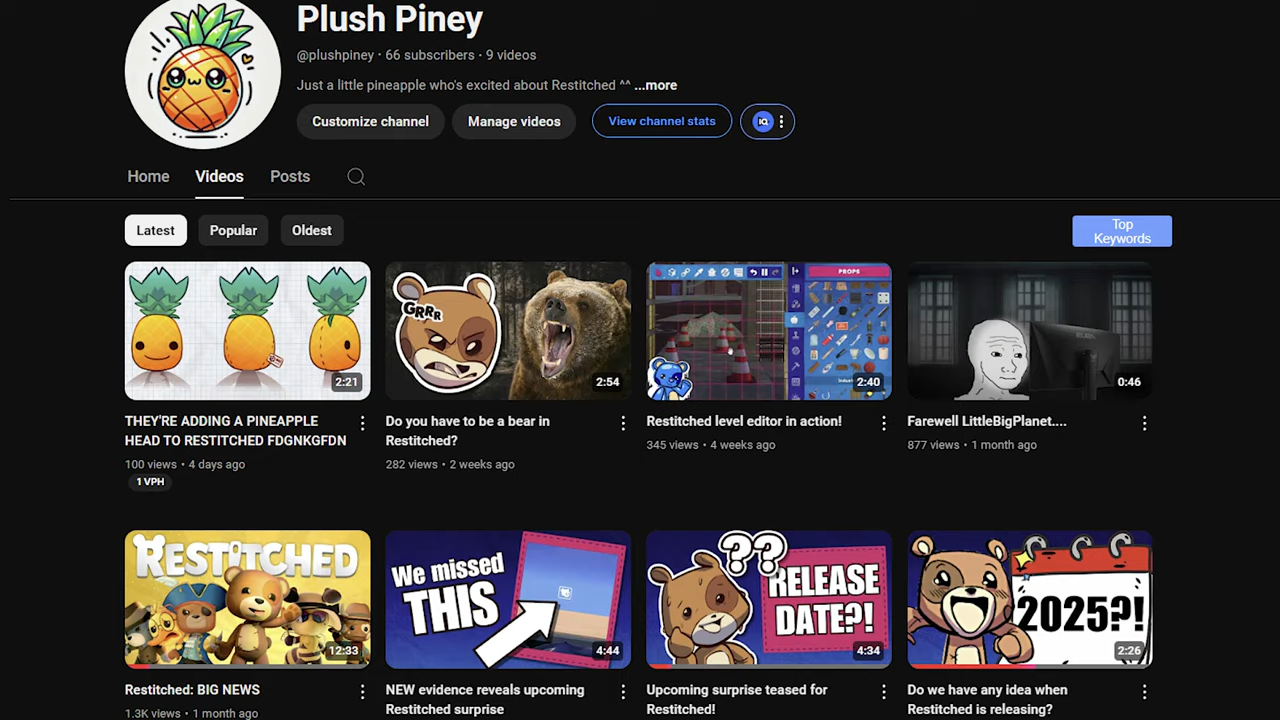 Plush Piney
@plushpiney · 66 subscribers · 9 videos
Just a little pineapple who's excited about Restitched ^^ ...more
Customize channel
Manage videos
View channel stats
IQ
Home
Videos
Posts
Latest
Popular
Oldest
Top
Keywords
2:21
GRRR
2:54
PROPS
2:40
0:46
THEY'RE ADDING A PINEAPPLE
HEAD TO RESTITCHED FDGNKGFDN
100 views · 4 days ago
1 VPH
Do you have to be a bear in
Restitched?
282 views · 2 weeks ago
Restitched level editor in action!
345 views · 4 weeks ago
Farewell LittleBigPlanet....
877 views · 1 month ago
RESTITCHED
12:33
We missed
THIS
4:44
??
RELEASE
DATE?!
4:34
2025?!
2:26
Restitched: BIG NEWS
1.3K views · 1 month ago
NEW evidence reveals upcoming
Restitched surprise
Upcoming surprise teased for
Restitched!
Do we have any idea when
Restitched is releasing?